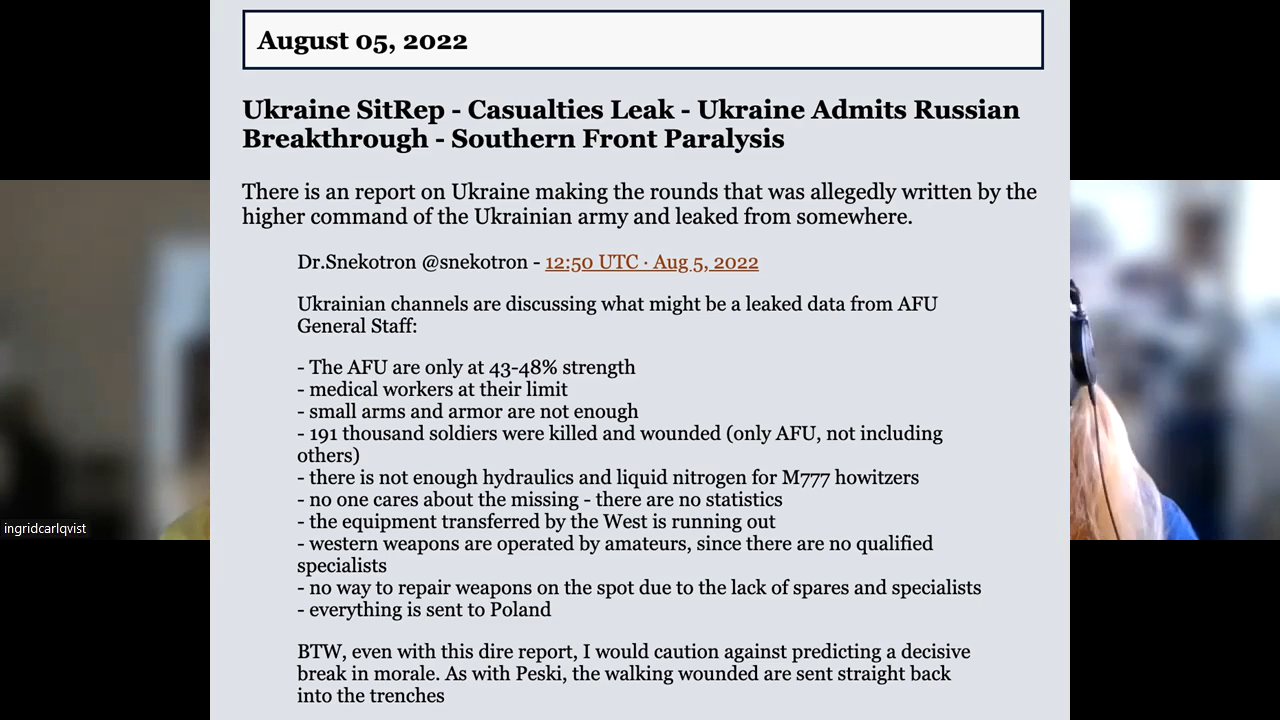 August 05, 2022
Ukraine SitRep - Casualties Leak - Ukraine Admits Russian
Breakthrough - Southern Front Paralysis
There is an report on Ukraine making the rounds that was allegedly written by the
higher command of the Ukrainian army and leaked from somewhere.
Dr.Snekotron @snekotron - 12:50 UTC · Aug 5, 2022
Ukrainian channels are discussing what might be a leaked data from AFU
General Staff:
- The AFU are only at 43-48% strength
- medical workers at their limit
- small arms and armor are not enough
- 191 thousand soldiers were killed and wounded (only AFU, not including
others)
- there is not enough hydraulics and liquid nitrogen for M777 howitzers
- no one cares about the missing - there are no statistics
- the equipment transferred by the West is running out
- western weapons are operated by amateurs, since there are no qualified
specialists
- no way to repair weapons on the spot due to the lack of spares and specialists
- everything is sent to Poland
BTW, even with this dire report, I would caution against predicting a decisive
break in morale. As with Peski, the walking wounded are sent straight back
into the trenches
ingridcarlqvist